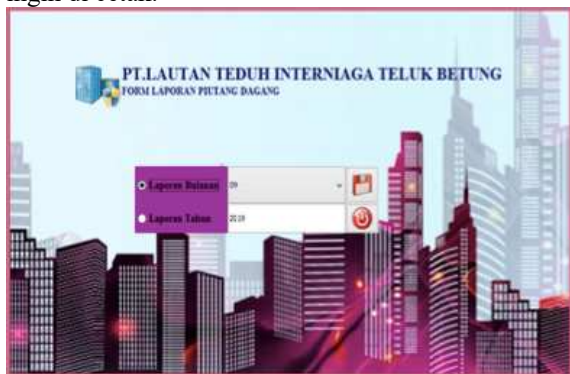 PT.LAUTAN TEDUH INTERNIAGA TELUK BETUNG
FORM LAPORAN PIUTANG DAGANG
Laporan Bulanan 09
Laporan Tahun 2019